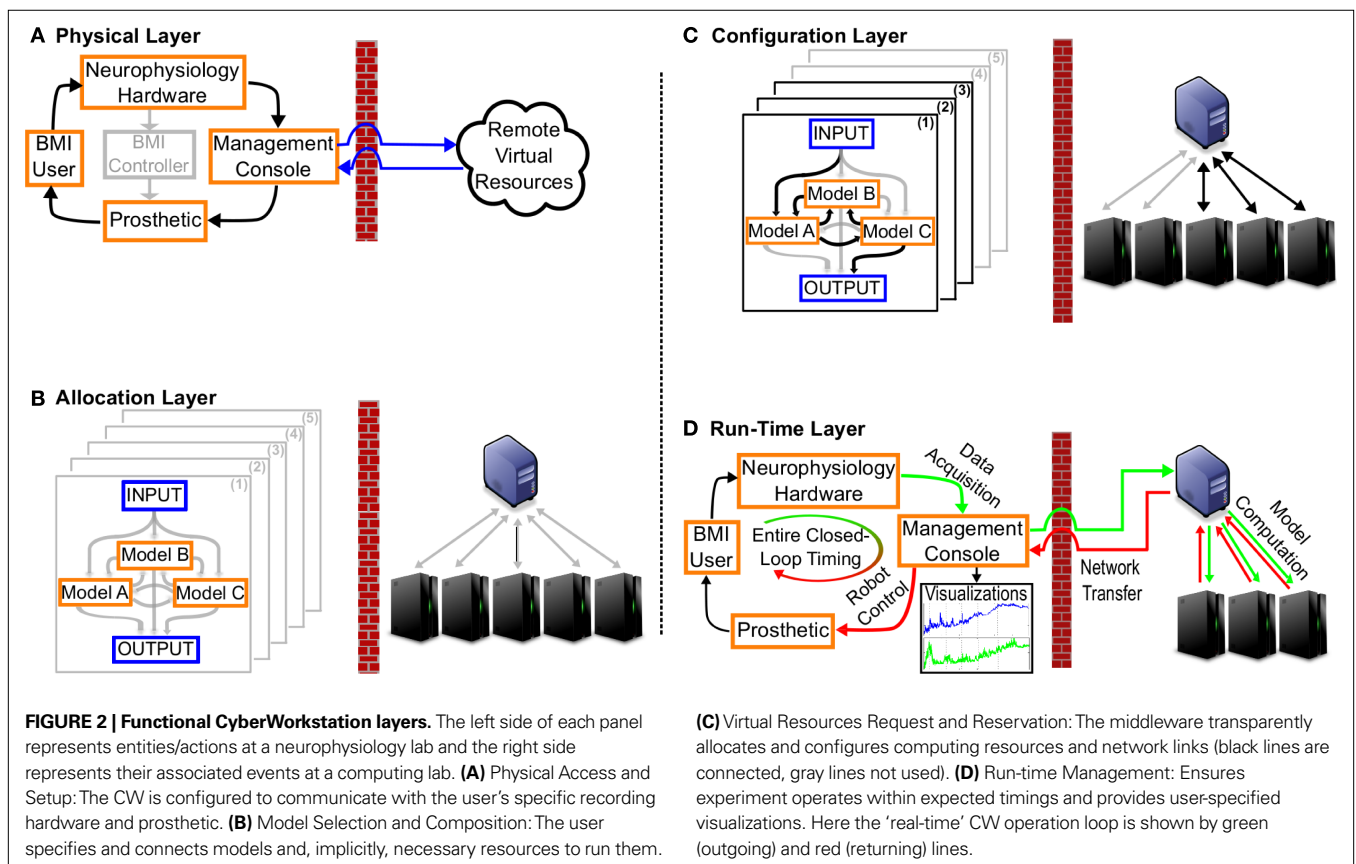 A Physical Layer
Neurophysiology
Hardware
BMI
User
BMI
Controller
Management
Console
Prosthetic
Remote
Virtual
Resources
B Allocation Layer
(5)
(4)
(3)
(2)
(1)
INPUT
Model B
Model A
Model C
OUTPUT
C Configuration Layer
(5)
(4)
(3)
(2)
(1)
INPUT
Model B
Model A
Model C
OUTPUT
D Run-Time Layer
Neurophysiology
Hardware
Data
Acquisition
BMI
User
Entire Closed-
Loop Timing
Management
Console
Robot
Control
Prosthetic
Visualizations
Network
Transfer
Model
Computation
FIGURE 2 | Functional CyberWorkstation layers. The left side of each panel
represents entities/actions at a neurophysiology lab and the right side
represents their associated events at a computing lab. (A) Physical Access and
Setup: The CW is configured to communicate with the user's specific recording
hardware and prosthetic. (B) Model Selection and Composition: The user
specifies and connects models and, implicitly, necessary resources to run them.
(C) Virtual Resources Request and Reservation: The middleware transparently
allocates and configures computing resources and network links (black lines are
connected, gray lines not used). (D) Run-time Management: Ensures
experiment operates within expected timings and provides user-specified
visualizations. Here the 'real-time' CW operation loop is shown by green
(outgoing) and red (returning) lines.